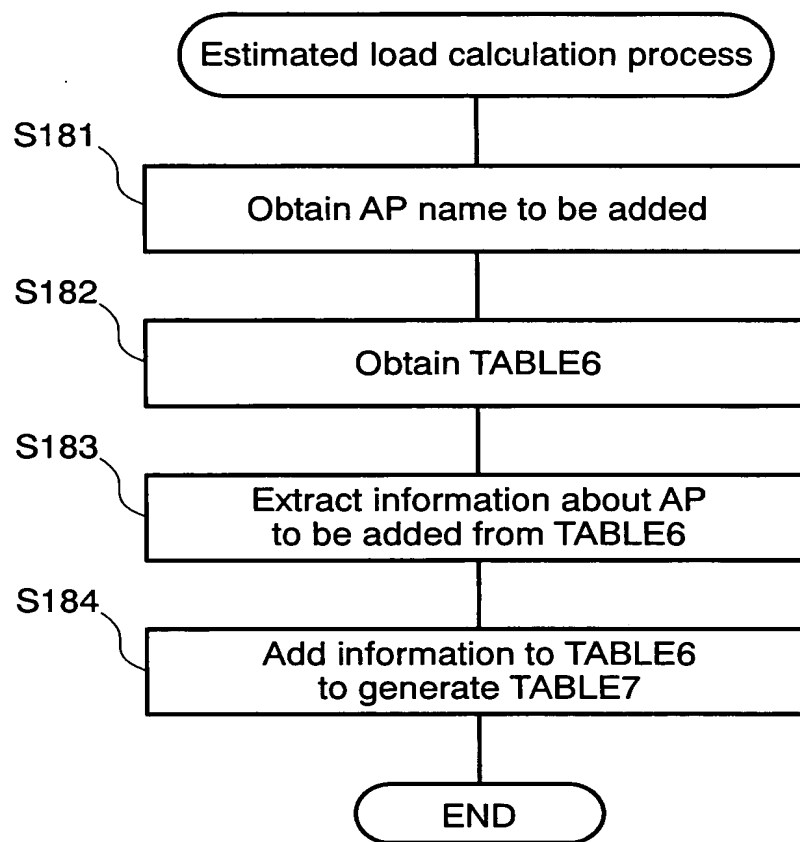 Estimated load calculation process
S181
Obtain AP name to be added
S182
Obtain TABLE6
S183
Extract information about AP
to be added from TABLE6
S184
Add information to TABLE6
to generate TABLE7
END